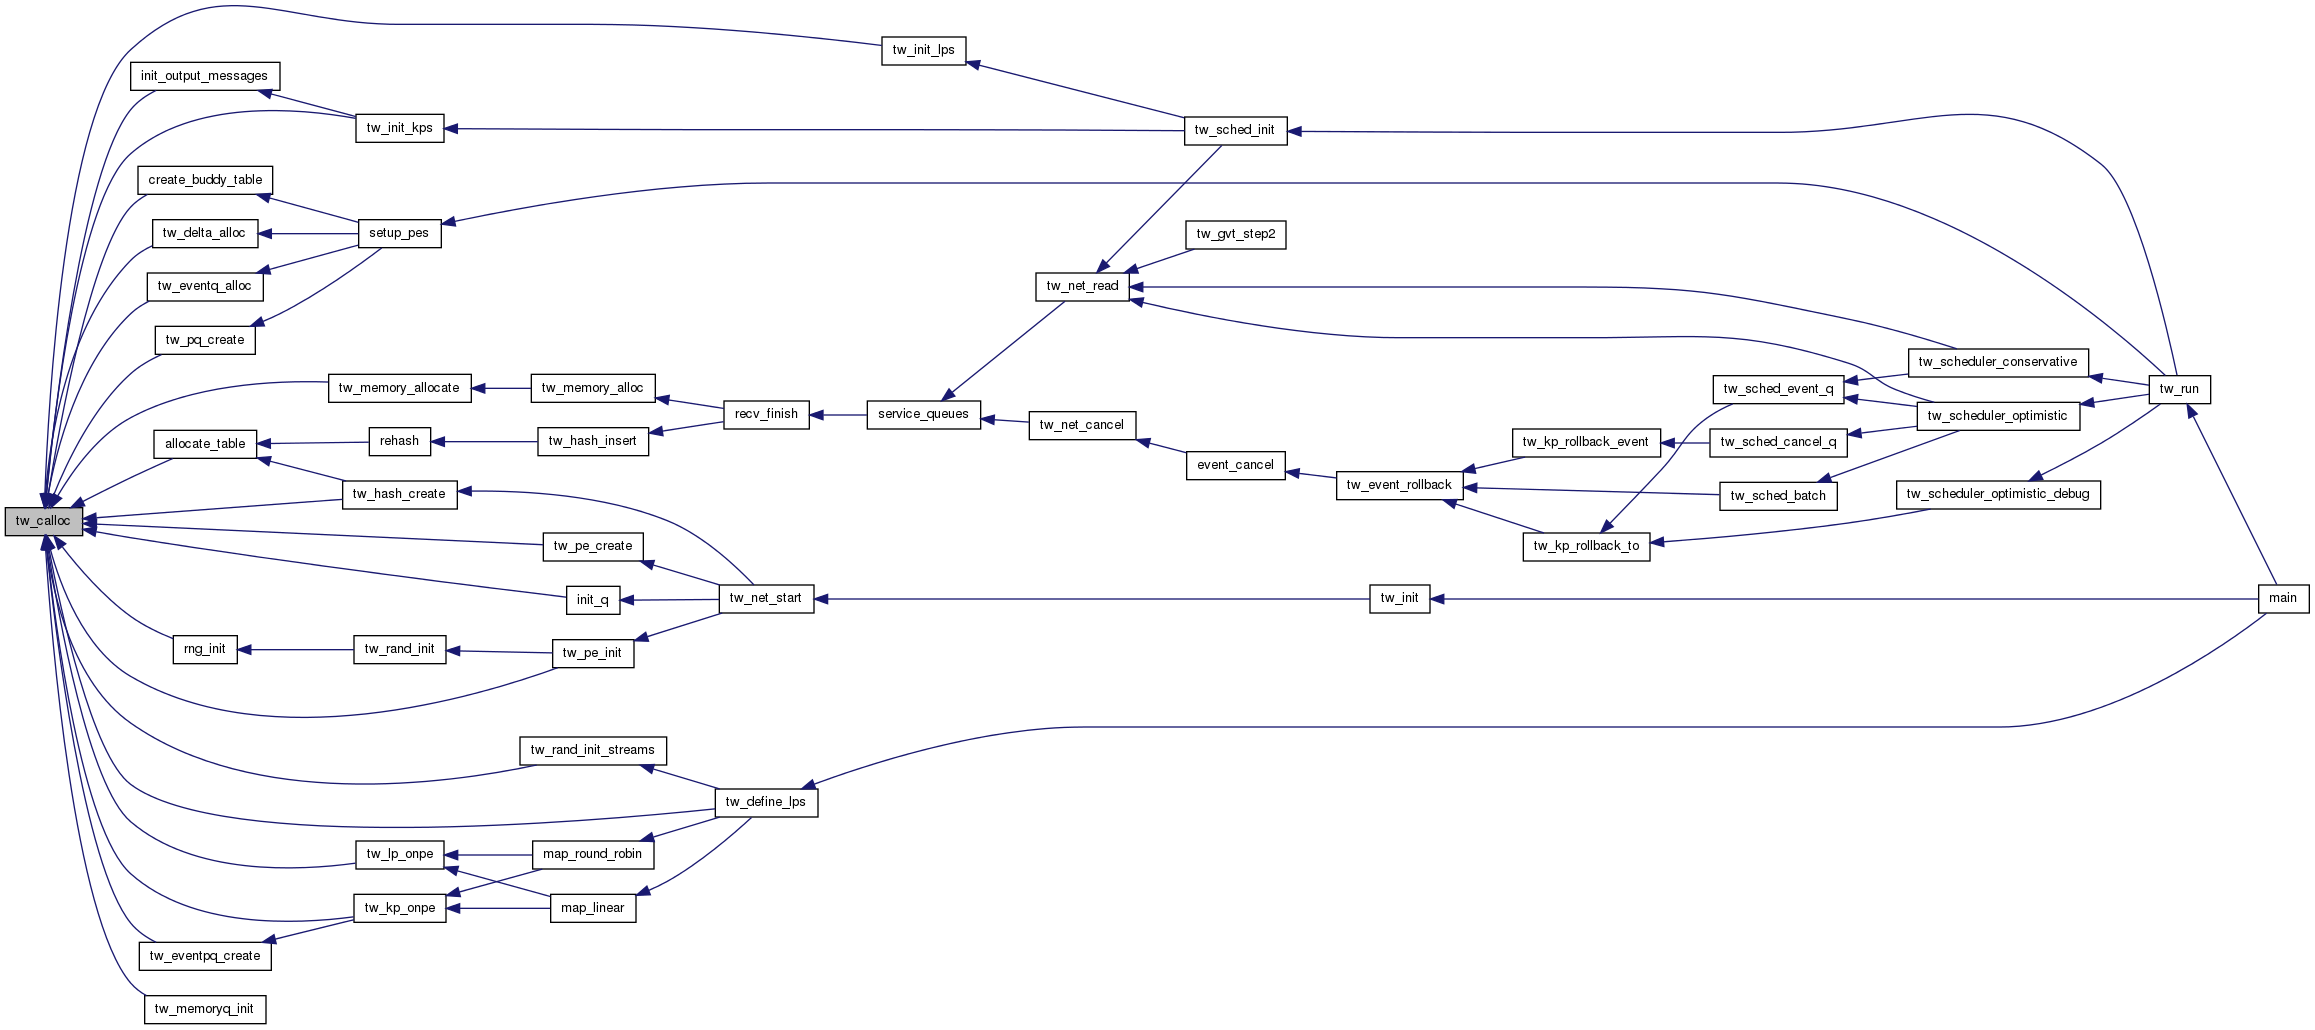 tw_init_lps
init_output_messages
tw_init_kps
tw_sched_init
create_buddy_table
tw_delta_alloc
setup_pes
tw_gvt_step2
tw_eventq_alloc
tw_net_read
tw_pq_create
tw_scheduler_conservative
tw_memory_allocate
tw_memory_alloc
tw_sched_event_q
tw_run
recv_finish
service_queues
tw_scheduler_optimistic
tw_net_cancel
allocate_table
rehash
tw_hash_insert
tw_kp_rollback_event
tw_sched_cancel_q
event_cancel
tw_event_rollback
tw_hash_create
tw_sched_batch
tw_scheduler_optimistic_debug
tw_calloc
tw_pe_create
tw_kp_rollback_to
init_q
tw_net_start
tw_init
main
rng_init
tw_rand_init
tw_pe_init
tw_rand_init_streams
tw_define_lps
tw_lp_onpe
map_round_robin
tw_kp_onpe
map_linear
tw_eventpq_create
tw_memoryq_init